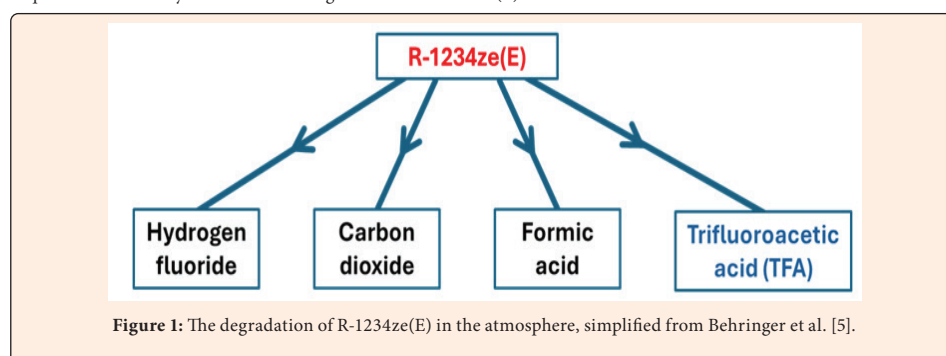 R-1234ze(E)
Hydrogen
fluoride
Carbon
dioxide
Formic
acid
Trifluoroacetic
acid (TFA)
Figure 1: The degradation of R-1234ze(E) in the atmosphere, simplified from Behringer et al. [5].